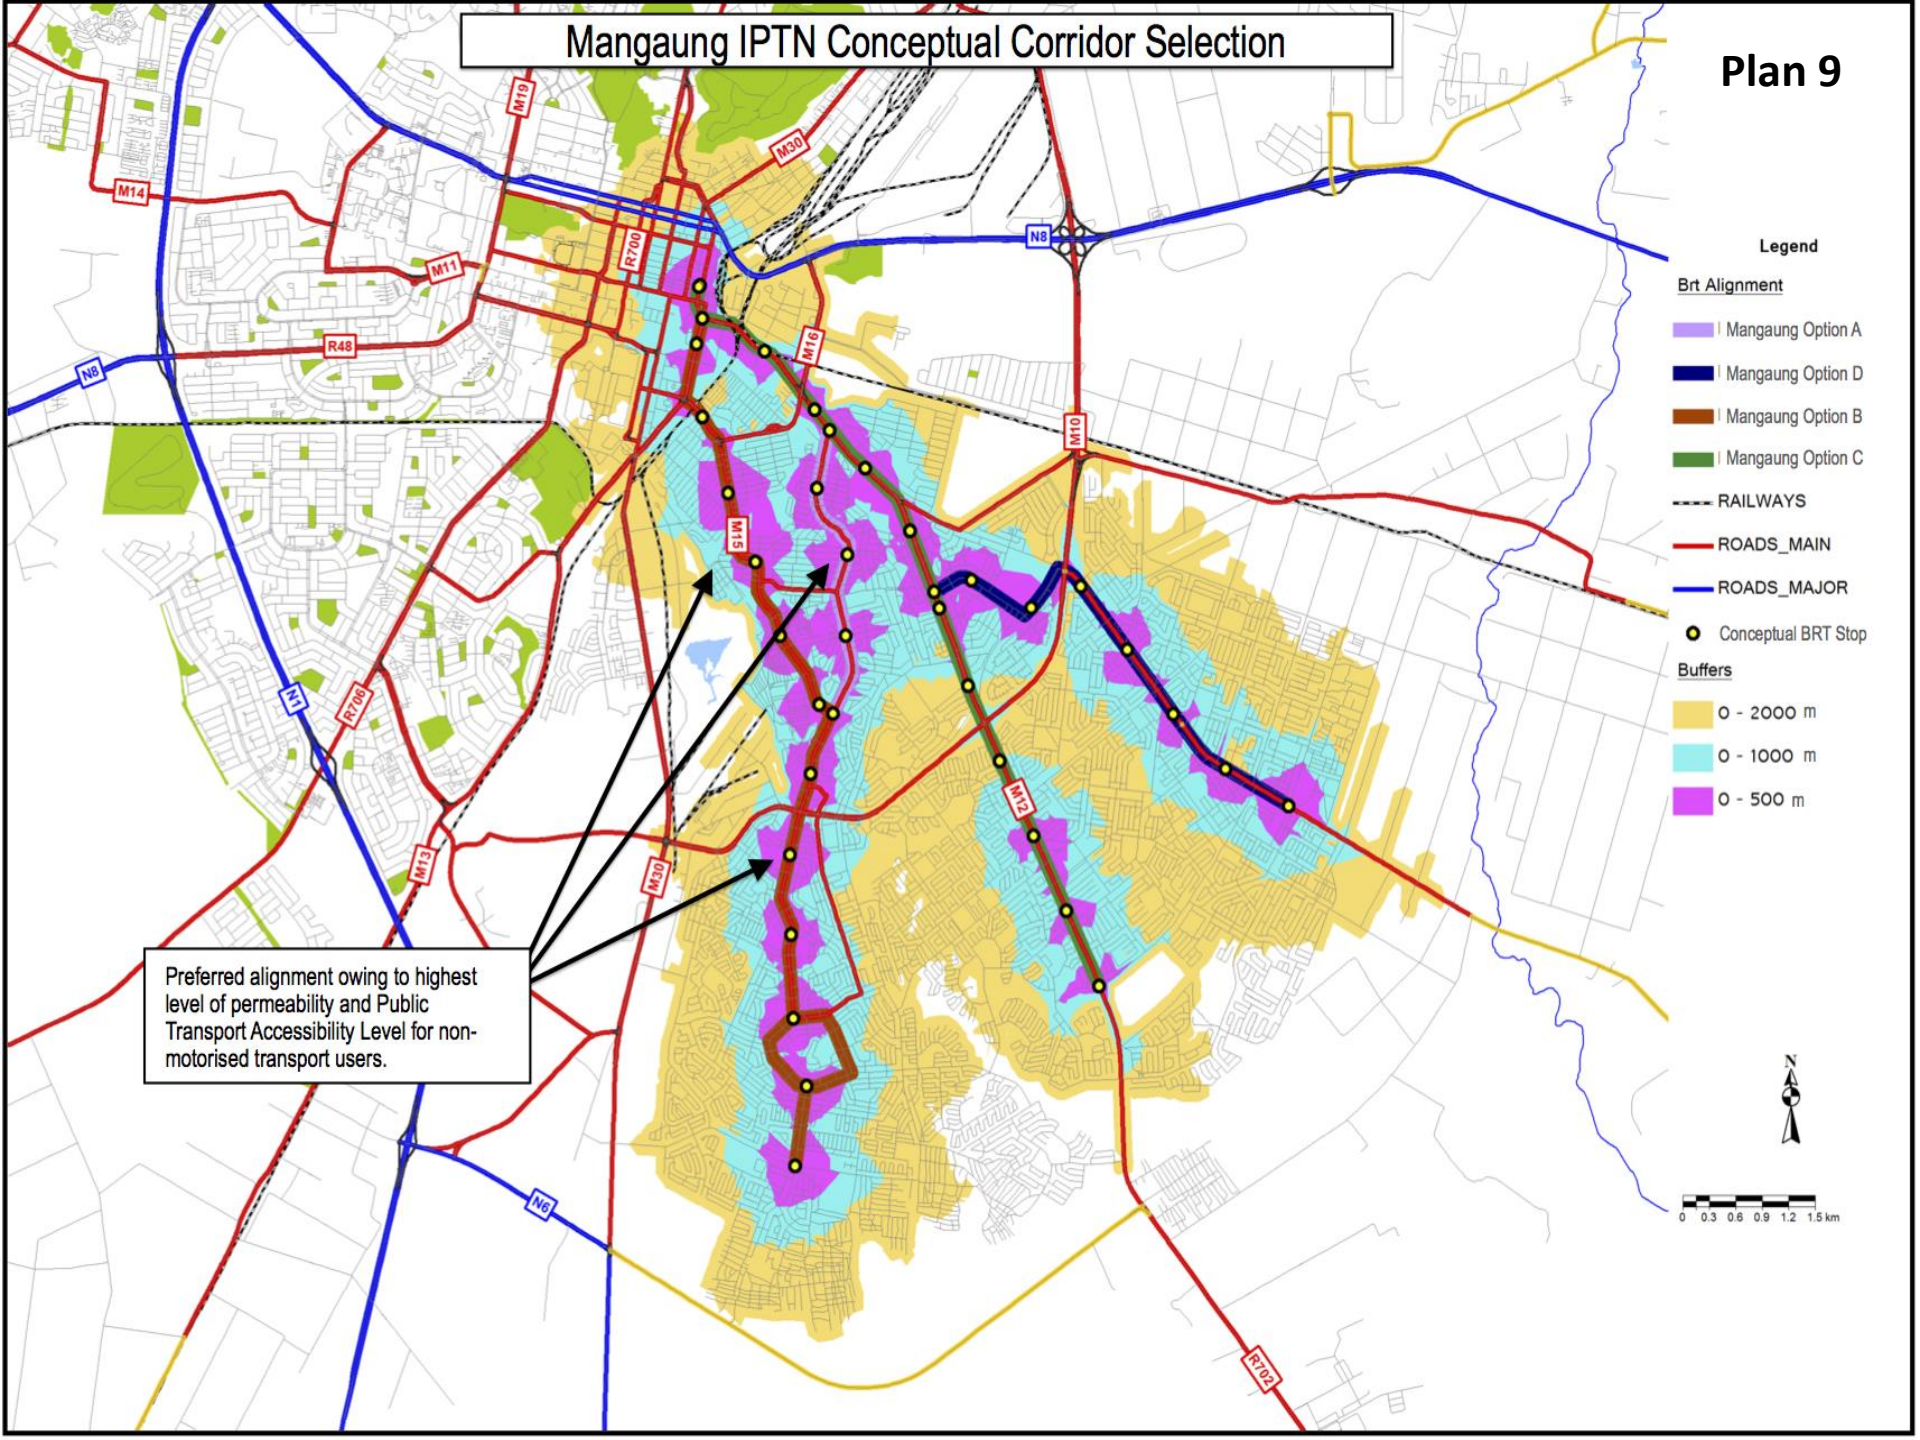 Mangaung IPTN Conceptual Corridor Selection
Plan 9
M19
M30
M14
R700
M11
N8
R48
M16
N8
M10
M15
N1
R706
M12
M13
M30
N6
R702
Preferred alignment owing to highest
level of permeability and Public
Transport Accessibility Level for non-
motorised transport users.
Legend
Brt Alignment
Mangaung Option A
Mangaung Option D
Mangaung Option B
Mangaung Option C
RAILWAYS
ROADS_MAIN
ROADS_MAJOR
Conceptual BRT Stop
Buffers
0 - 2000 m
0 - 1000 m
0 - 500 m
N
0 0.3 0.6 0.9 1.2 1.5 km